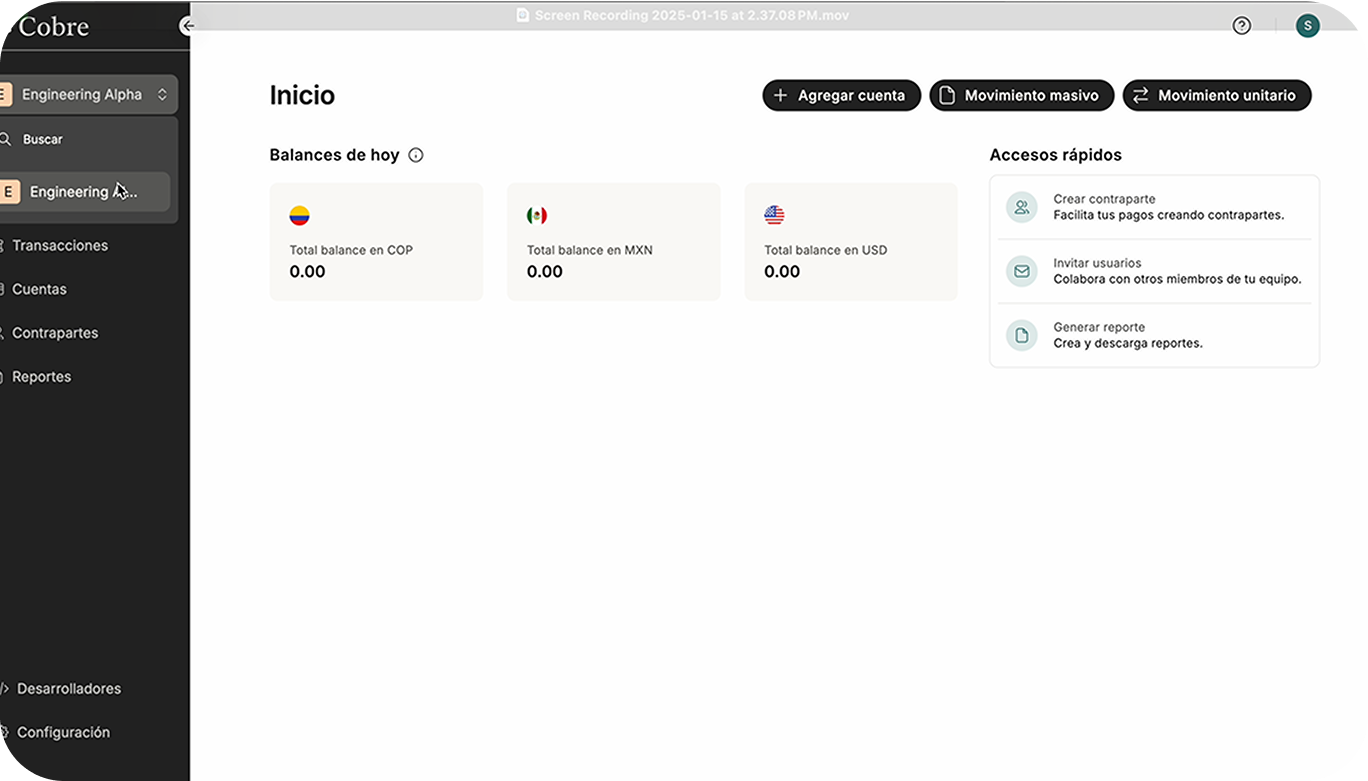 Screen Recording 2025-01-15 at 2.37.08 PM.mov
Cobre
S
E Engineering Alpha
Buscar
E Engineering A...
Transacciones
Cuentas
Contrapartes
Reportes
Desarrolladores
Configuración
Inicio
Agregar cuenta
Movimiento masivo
Movimiento unitario
Balances de hoy
Total balance en COP
0.00
Total balance en MXN
0.00
Total balance en USD
0.00
Accesos rápidos
Crear contraparte
Facilita tus pagos creando contrapartes.
Invitar usuarios
Colabora con otros miembros de tu equipo.
Generar reporte
Crea y descarga reportes.